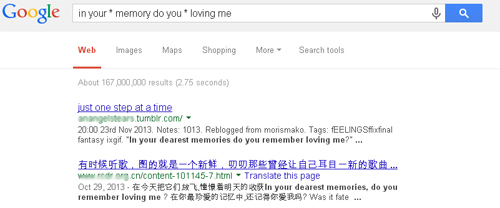 Google in your * memory do you * loving me
Web Images Maps Shopping More Search tools
About 167,000,000 results (2.75 seconds)
just one step at a time
anangelstears.tumblr.com/
20:00 23rd Nov 2013. Notes: 1013. Reblogged from morismako. Tags: fEELINGSffixfinal
fantasy ixgif. "In your dearest memories do you remember loving me?" ...
有时候听歌，图的就是一个新鲜，叨叨那些曾经让自己耳目一新的歌曲 ...
.org.cn/content-101145-7.html Translate this page
Oct 29, 2013 - 在今天把它们放飞,憧憬着明天的收获In your dearest memories, do you
remember loving me ? 在你最珍爱的记忆中,还记得你爱我吗? Was it fate ...